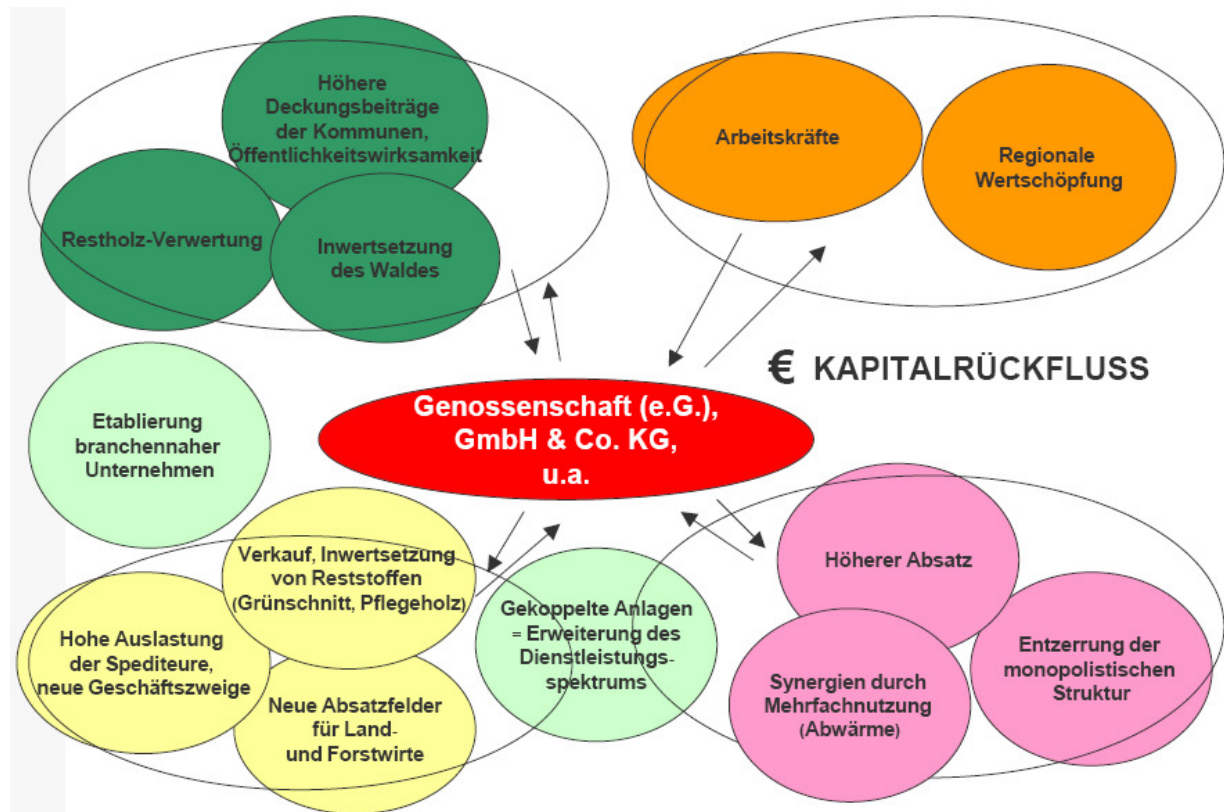 Höhere
Deckungsbeiträge
der Kommunen,
Öffentlichkeitswirksamkeit
Restholz-Verwertung
Inwertsetzung
des Waldes
Arbeitskräfte
Regionale
Wertschöpfung
€ KAPITALRÜCKFLUSS
Genossenschaft (e.G.),
GmbH & Co. KG,
u.a.
Etablierung
branchennaher
Unternehmen
Verkauf, Inwertsetzung
von Reststoffen
(Grünschnitt, Pflegeholz)
Hohe Auslastung
der Spediteure,
neue Geschäftszweige
Neue Absatzfelder
für Land-
und Forstwirte
Gekoppelte Anlagen
= Erweiterung des
Dienstleistungs-
spektrums
Höherer Absatz
Synergien durch
Mehrfachnutzung
(Abwärme)
Entzerrung der
monopolistischen
Struktur